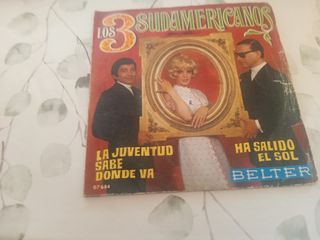 LOS 3 SUDAMERICANOS
LA JUVENTUD
SABE
DONDE VA
HA SALIDO
EL SOL
07 484
BELTER